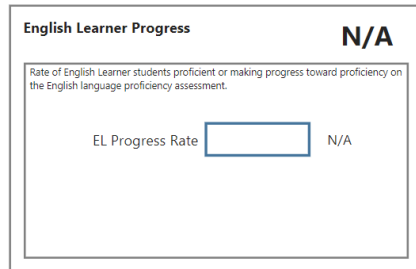 English Learner Progress
N/A
Rate of English Learner students proficient or making progress toward proficiency on
the English language proficiency assessment.
EL Progress Rate N/A